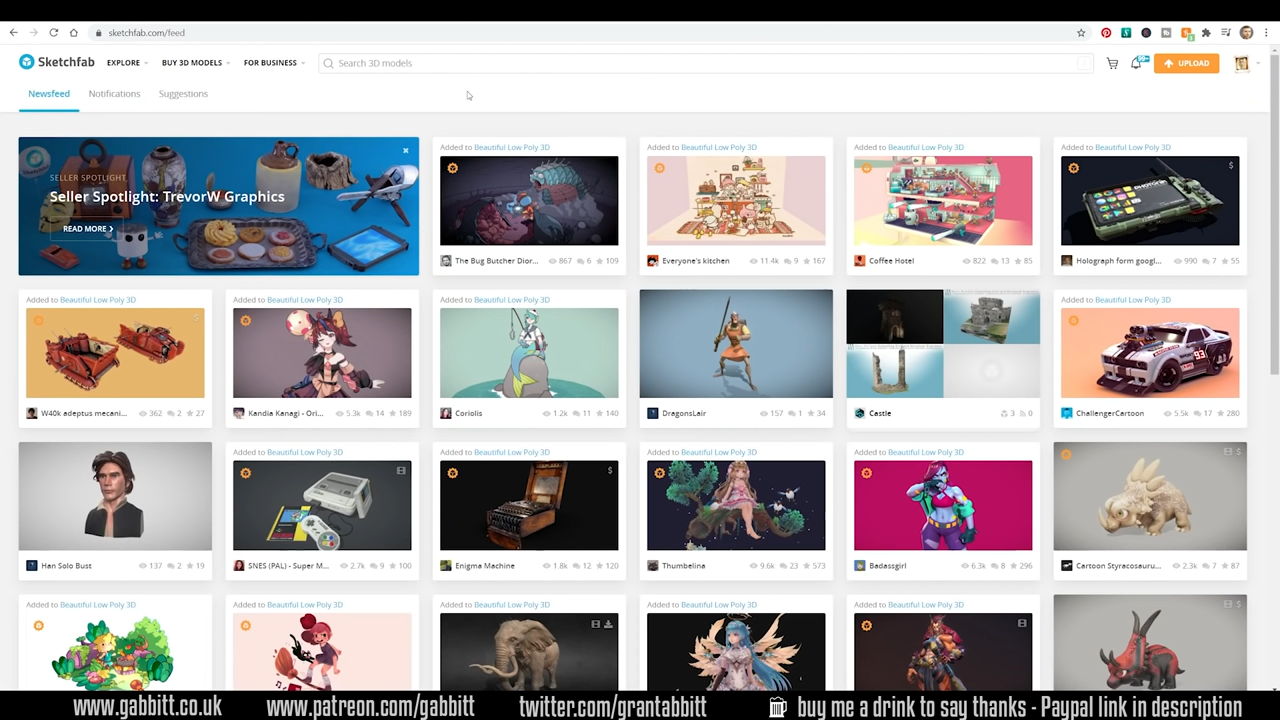 sketchfab.com/feed
Sketchfab EXPLORE BUY 3D MODELS FOR BUSINESS Search 3D models UPLOAD
Newsfeed Notifications Suggestions
SELLER SPOTLIGHT
Seller Spotlight: TrevorW Graphics
READ MORE
Added to Beautiful Low Poly 3D
The Bug Butcher Dior... 867 6 109
Added to Beautiful Low Poly 3D
Everyone's kitchen 11.4k 9 167
Added to Beautiful Low Poly 3D
Coffee Hotel 822 13 85
Added to Beautiful Low Poly 3D
$
Holograph form googl... 990 7 55
Added to Beautiful Low Poly 3D
$
W40k adeptus mecani... 362 2 27
Added to Beautiful Low Poly 3D
Kandia Kanagi - Ori... 5.3k 14 189
Added to Beautiful Low Poly 3D
Coriolis 1.2k 11 140
DragonsLair 157 1 34
Castle 3 0
Added to Beautiful Low Poly 3D
93
ChallengerCartoon 5.5k 17 280
Han Solo Bust 137 2 19
Added to Beautiful Low Poly 3D
SNES (PAL) - Super M... 2.7k 9 100
Added to Beautiful Low Poly 3D
$
Enigma Machine 1.8k 12 120
Added to Beautiful Low Poly 3D
Thumbelina 9.6k 23 573
Added to Beautiful Low Poly 3D
Badassgirl 6.3k 8 296
$
Cartoon Styracosauru... 2.3k 7 87
Added to Beautiful Low Poly 3D
Added to Beautiful Low Poly 3D
Added to Beautiful Low Poly 3D
Added to Beautiful Low Poly 3D
Added to Beautiful Low Poly 3D
$
www.gabbitt.co.uk www.patreon.com/gabbitt twitter.com/grantabbitt buy me a drink to say thanks - Paypal link in description